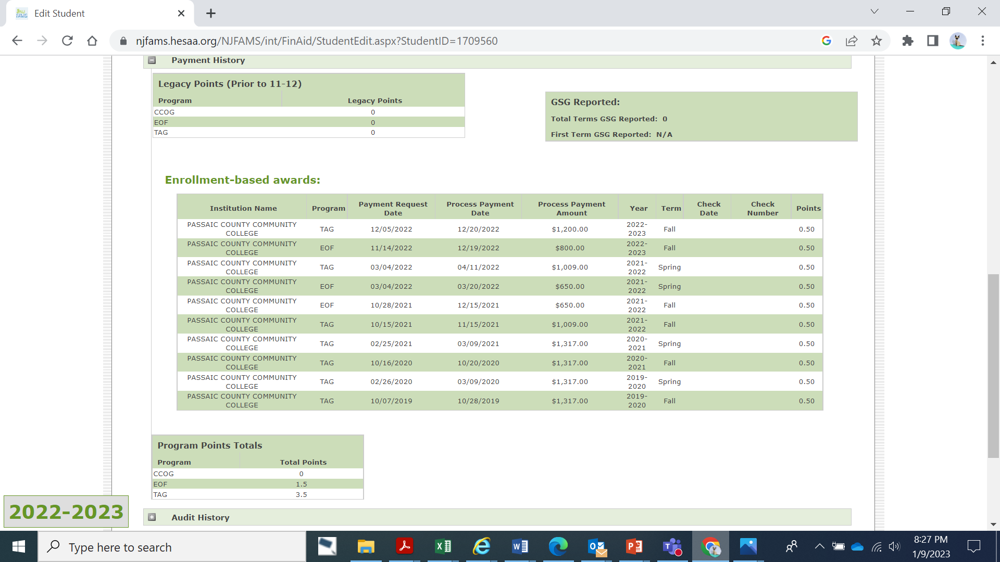 Edit Student
njfams.hesaa.org/NJFAMS/int/FinAid/StudentEdit.aspx?StudentID=1709560
Payment History
Legacy Points (Prior to 11-12)
Program Legacy Points
CCOG 0
EOF 0
TAG 0
GSG Reported:
Total Terms GSG Reported: 0
First Term GSG Reported: N/A
Enrollment-based awards:
Institution Name Program Payment Request Date Process Payment Date Process Payment Amount Year Term Check Date Check Number Points
PASSAIC COUNTY COMMUNITY COLLEGE TAG 12/05/2022 12/20/2022 $1,200.00 2022-2023 Fall 0.50
PASSAIC COUNTY COMMUNITY COLLEGE EOF 11/14/2022 12/19/2022 $800.00 2022-2023 Fall 0.50
PASSAIC COUNTY COMMUNITY COLLEGE TAG 03/04/2022 04/11/2022 $1,009.00 2021-2022 Spring 0.50
PASSAIC COUNTY COMMUNITY COLLEGE EOF 03/04/2022 03/20/2022 $650.00 2021-2022 Spring 0.50
PASSAIC COUNTY COMMUNITY COLLEGE EOF 10/28/2021 12/15/2021 $650.00 2021-2022 Fall 0.50
PASSAIC COUNTY COMMUNITY COLLEGE TAG 10/15/2021 11/15/2021 $1,009.00 2021-2022 Fall 0.50
PASSAIC COUNTY COMMUNITY COLLEGE TAG 02/25/2021 03/09/2021 $1,317.00 2020-2021 Spring 0.50
PASSAIC COUNTY COMMUNITY COLLEGE TAG 10/16/2020 10/20/2020 $1,317.00 2020-2021 Fall 0.50
PASSAIC COUNTY COMMUNITY COLLEGE TAG 02/26/2020 03/09/2020 $1,317.00 2019-2020 Spring 0.50
PASSAIC COUNTY COMMUNITY COLLEGE TAG 10/07/2019 10/28/2019 $1,317.00 2019-2020 Fall 0.50
Program Points Totals
Program Total Points
CCOG 0
EOF 1.5
TAG 3.5
2022-2023
Audit History
Type here to search
8:27 PM
1/9/2023